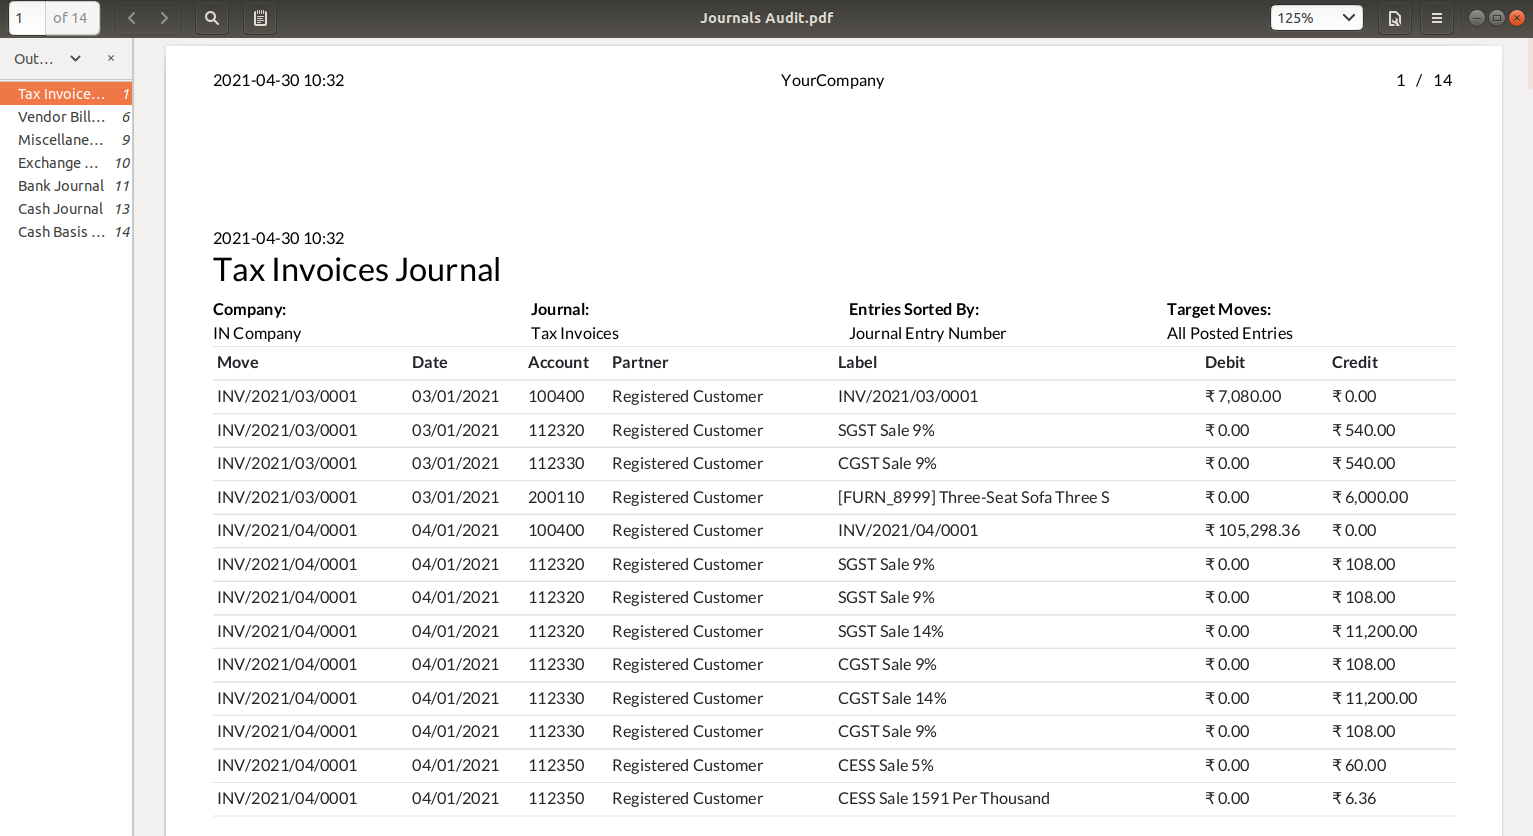 1 of 14 Journals Audit.pdf 125%
Out...
Tax Invoice... 1
Vendor Bill... 6
Miscellane... 9
Exchange ... 10
Bank Journal 11
Cash Journal 13
Cash Basis ... 14
2021-04-30 10:32 YourCompany 1 / 14
2021-04-30 10:32
Tax Invoices Journal
Company: Journal: Entries Sorted By: Target Moves:
IN Company Tax Invoices Journal Entry Number All Posted Entries
Move Date Account Partner Label Debit Credit
INV/2021/03/0001 03/01/2021 100400 Registered Customer INV/2021/03/0001 ₹ 7,080.00 ₹ 0.00
INV/2021/03/0001 03/01/2021 112320 Registered Customer SGST Sale 9% ₹ 0.00 ₹ 540.00
INV/2021/03/0001 03/01/2021 112330 Registered Customer CGST Sale 9% ₹ 0.00 ₹ 540.00
INV/2021/03/0001 03/01/2021 200110 Registered Customer [FURN_8999] Three-Seat Sofa Three S ₹ 0.00 ₹ 6,000.00
INV/2021/04/0001 04/01/2021 100400 Registered Customer INV/2021/04/0001 ₹ 105,298.36 ₹ 0.00
INV/2021/04/0001 04/01/2021 112320 Registered Customer SGST Sale 9% ₹ 0.00 ₹ 108.00
INV/2021/04/0001 04/01/2021 112320 Registered Customer SGST Sale 9% ₹ 0.00 ₹ 108.00
INV/2021/04/0001 04/01/2021 112320 Registered Customer SGST Sale 14% ₹ 0.00 ₹ 11,200.00
INV/2021/04/0001 04/01/2021 112330 Registered Customer CGST Sale 9% ₹ 0.00 ₹ 108.00
INV/2021/04/0001 04/01/2021 112330 Registered Customer CGST Sale 14% ₹ 0.00 ₹ 11,200.00
INV/2021/04/0001 04/01/2021 112330 Registered Customer CGST Sale 9% ₹ 0.00 ₹ 108.00
INV/2021/04/0001 04/01/2021 112350 Registered Customer CESS Sale 5% ₹ 0.00 ₹ 60.00
INV/2021/04/0001 04/01/2021 112350 Registered Customer CESS Sale 1591 Per Thousand ₹ 0.00 ₹ 6.36